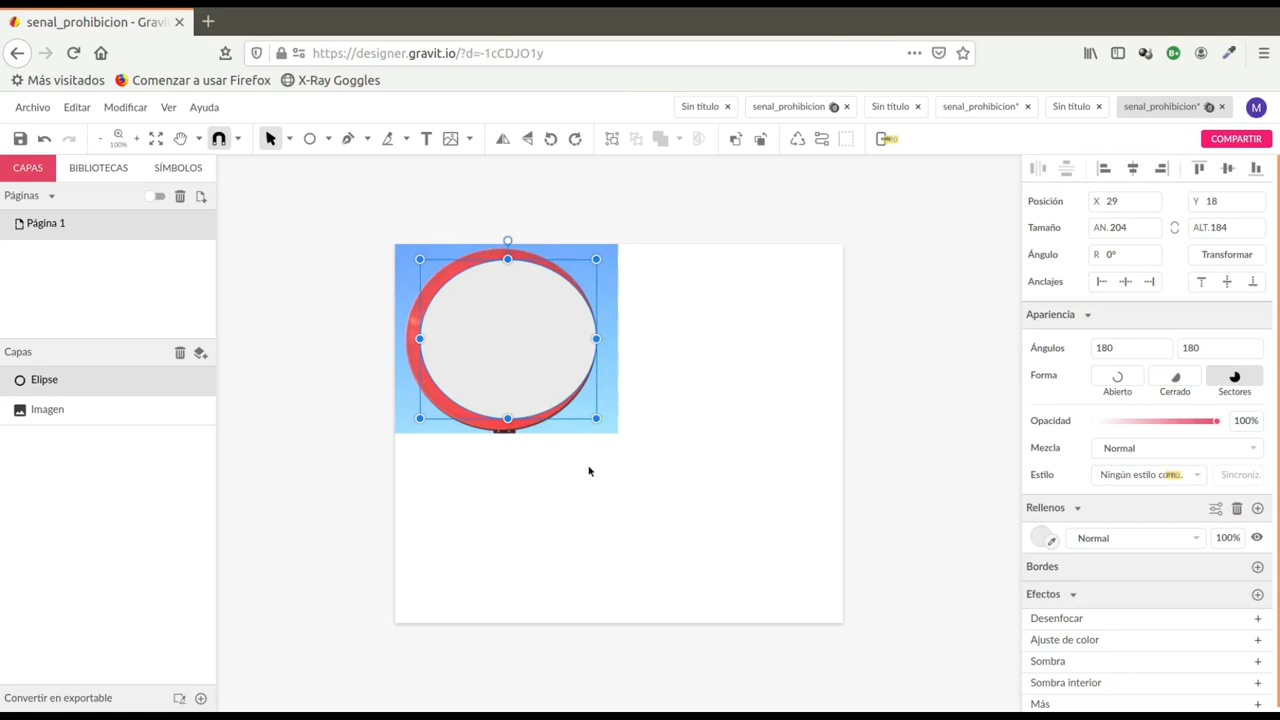 senal_prohibicion - Gravit
https://designer.gravit.io/?d=-1cCDJO1y
Más visitados
Comenzar a usar Firefox
X-Ray Goggles
Archivo
Editar
Modificar
Ver
Ayuda
Sin título
senal_prohibicion
Sin título
senal_prohibicion*
Sin título
senal_prohibicion*
M
100%
COMPARTIR
CAPAS
BIBLIOTECAS
SÍMBOLOS
Páginas
Página 1
Capas
Elipse
Imagen
Convertir en exportable
Posición X 29 Y 18
Tamaño AN. 204 ALT. 184
Ángulo R 0° Transformar
Anclajes
Apariencia
Ángulos 180 180
Forma
Abierto Cerrado Sectores
Opacidad 100%
Mezcla Normal
Estilo Ningún estilo Sincroniz.
Rellenos
Normal 100%
Bordes
Efectos
Desenfocar
Ajuste de color
Sombra
Sombra interior
Más